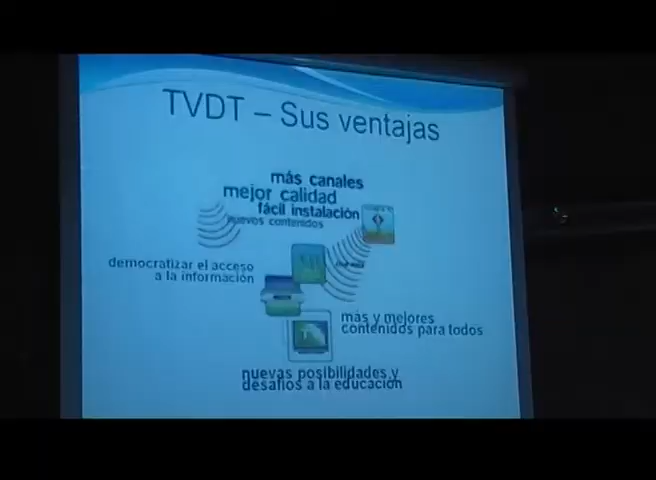 TVDT – Sus ventajas
más canales
mejor calidad
fácil instalación
nuevos contenidos
democratizar el acceso
a la información
más y mejores
contenidos para todos
nuevas posibilidades y
desafíos a la educación